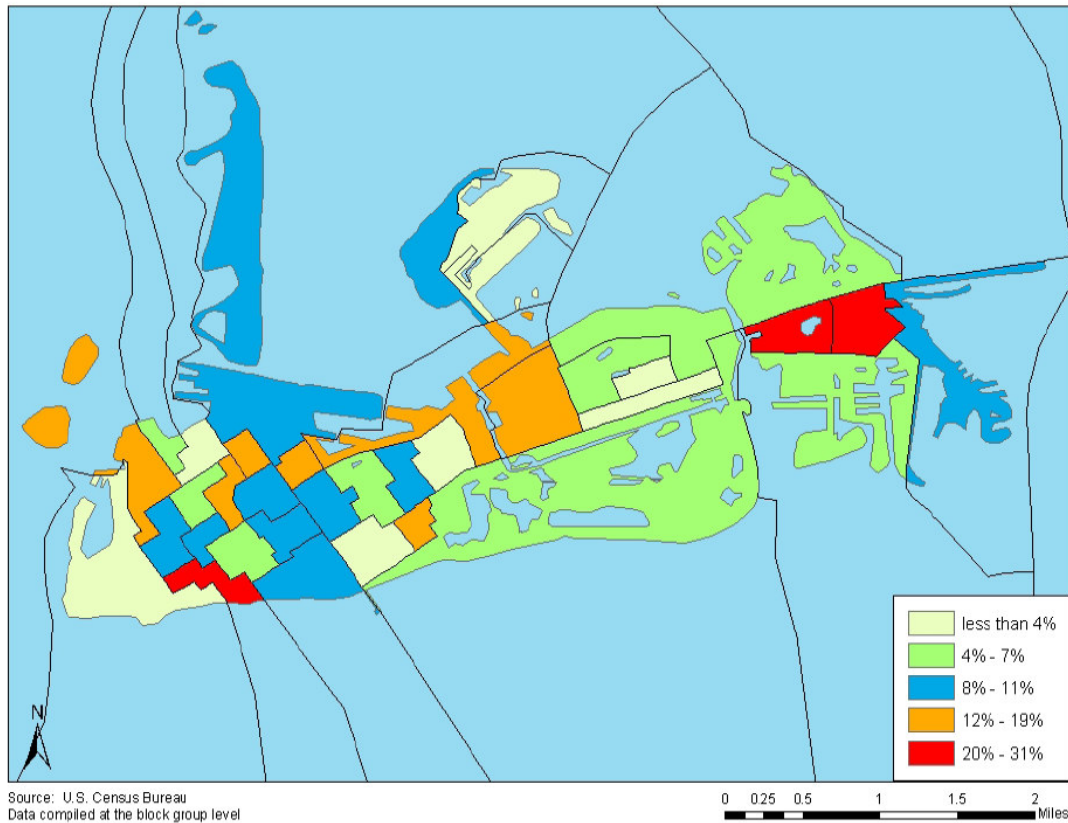 less than 4%
4% - 7%
8% - 11%
12% - 19%
20% - 31%
N
Source: U.S. Census Bureau
Data compiled at the block group level
0 0.25 0.5 1 1.5 2
Miles